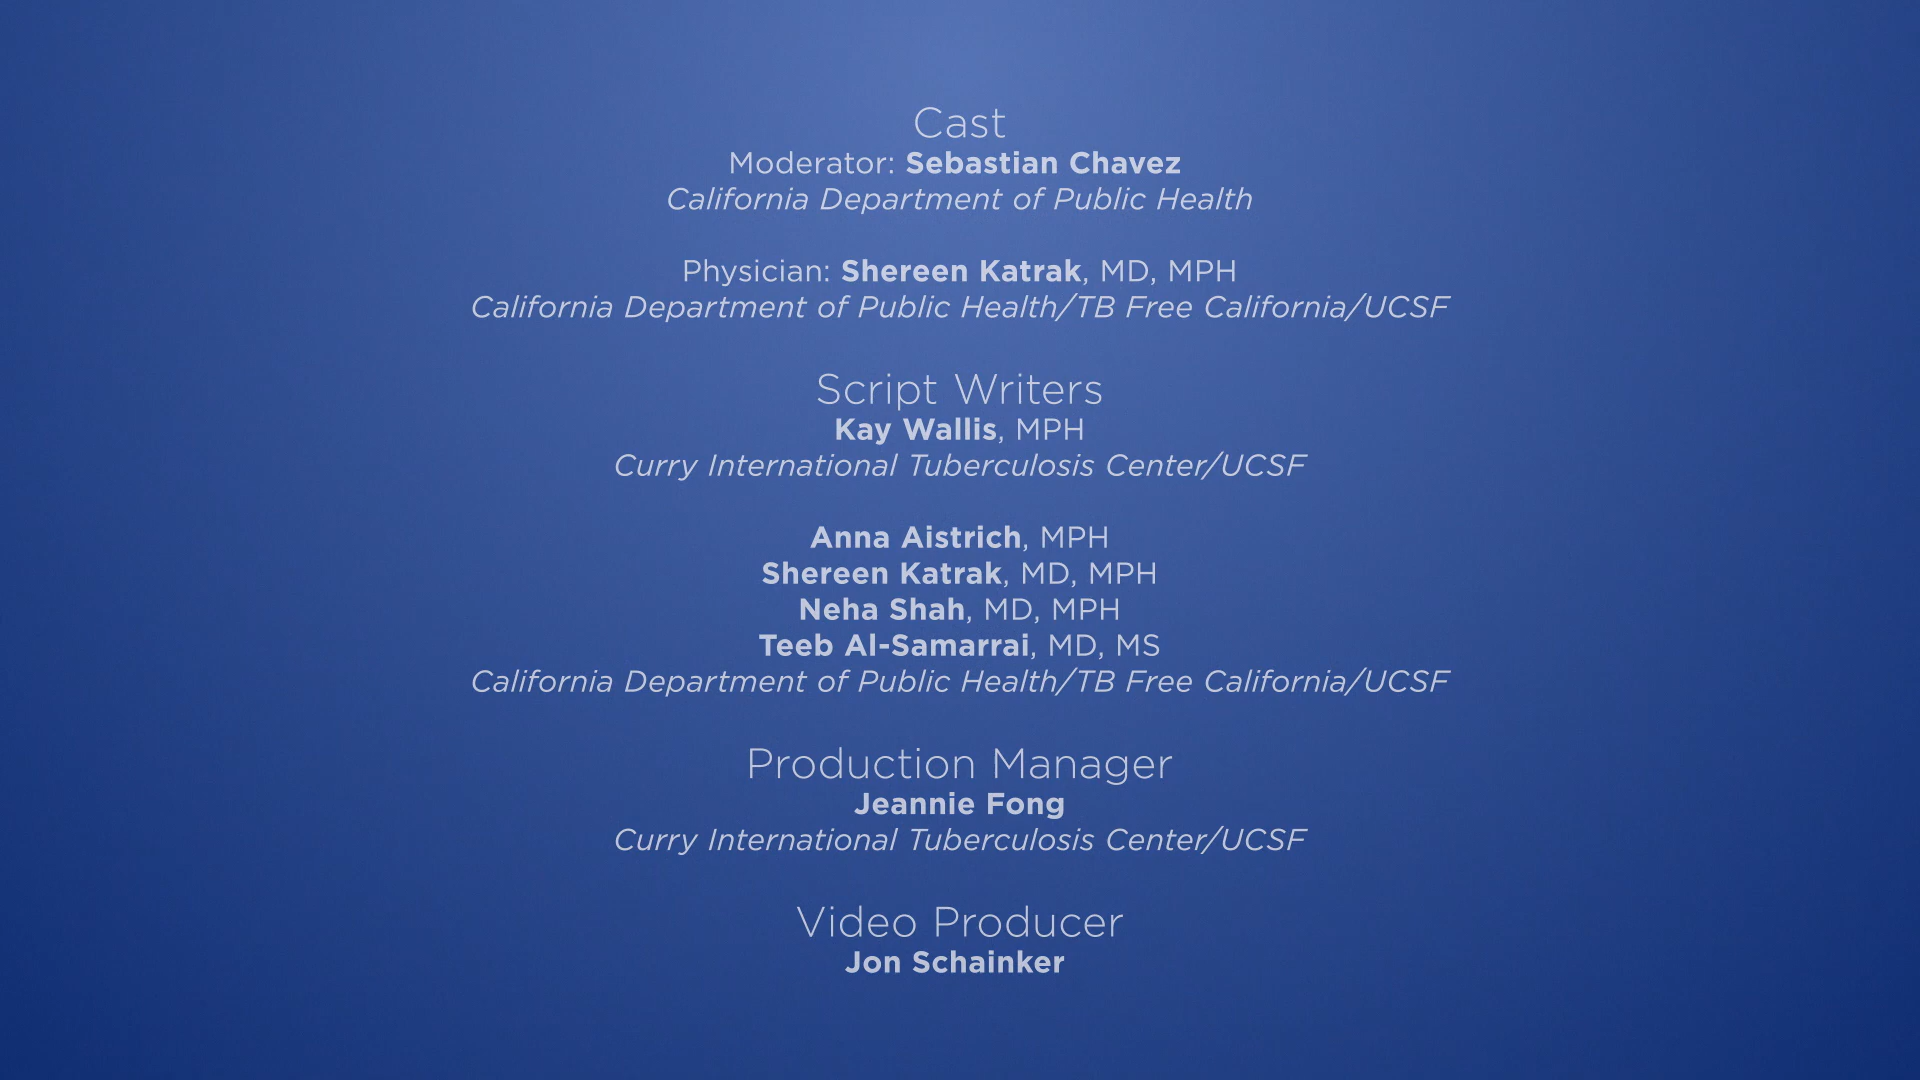 Cast
Moderator: Sebastian Chavez
California Department of Public Health
Physician: Shereen Katrak, MD, MPH
California Department of Public Health/TB Free California/UCSF
Script Writers
Kay Wallis, MPH
Curry International Tuberculosis Center/UCSF
Anna Aistrich, MPH
Shereen Katrak, MD, MPH
Neha Shah, MD, MPH
Teeb Al-Samarrai, MD, MS
California Department of Public Health/TB Free California/UCSF
Production Manager
Jeannie Fong
Curry International Tuberculosis Center/UCSF
Video Producer
Jon Schainker